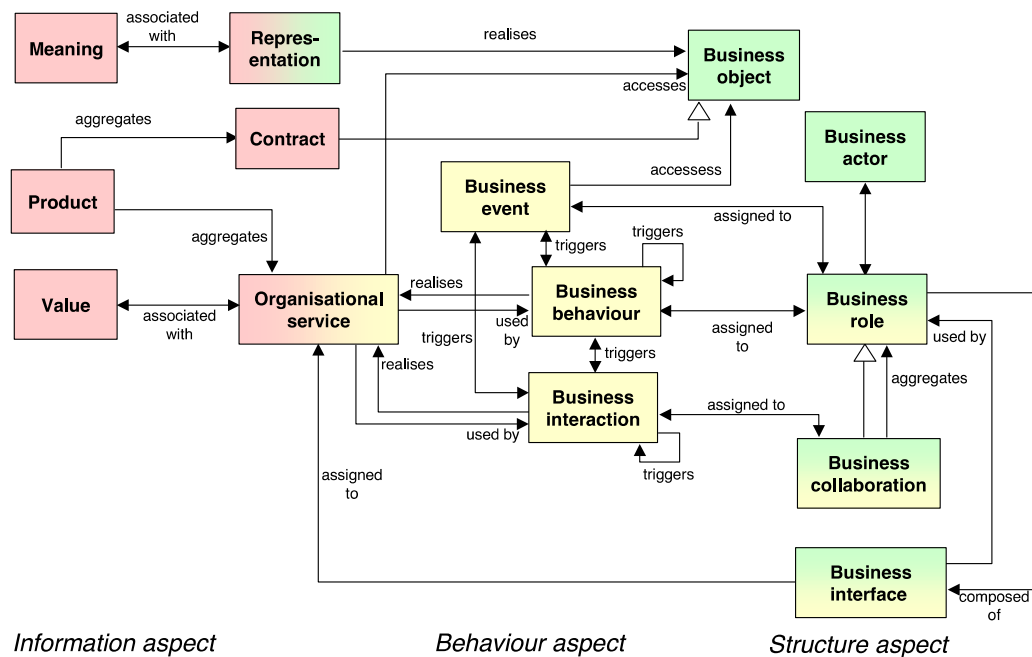 associated
with
Meaning
Repres-
entation
realises
Business
object
accesses
aggregates
Contract
Business
actor
Product
Business
event
accessess
assigned to
triggers
triggers
aggregates
Value
associated
with
Organisational
service
realises
used
by
Business
behaviour
assigned
to
Business
role
used by
triggers
realises
triggers
aggregates
Business
interaction
used by
assigned to
triggers
Business
collaboration
assigned
to
Business
interface
composed
of
Information aspect
Behaviour aspect
Structure aspect